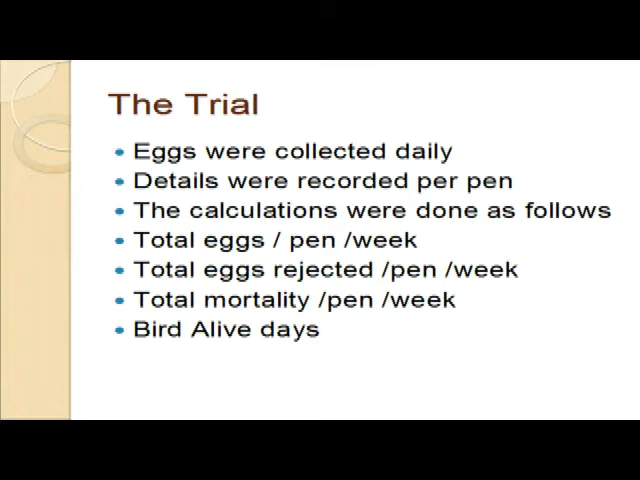 The Trial
Eggs were collected daily
Details were recorded per pen
The calculations were done as follows
Total eggs / pen /week
Total eggs rejected /pen /week
Total mortality /pen /week
Bird Alive days